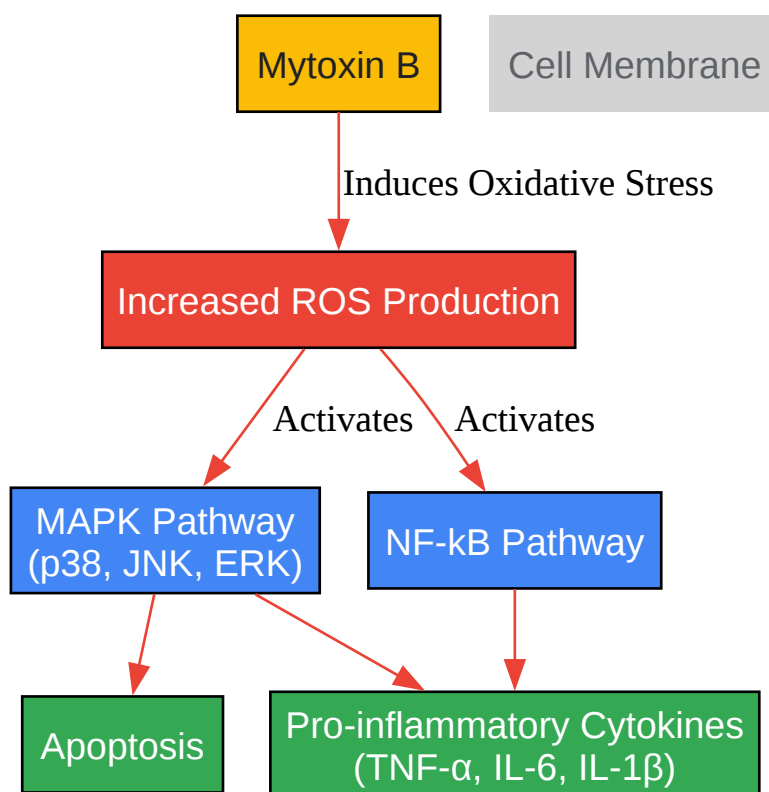 Mytoxin B
Cell Membrane
Induces Oxidative Stress
Increased ROS Production
Activates
Activates
MAPK Pathway
(p38, JNK, ERK)
NF-kB Pathway
Apoptosis
Pro-inflammatory Cytokines
(TNF-α, IL-6, IL-1β)